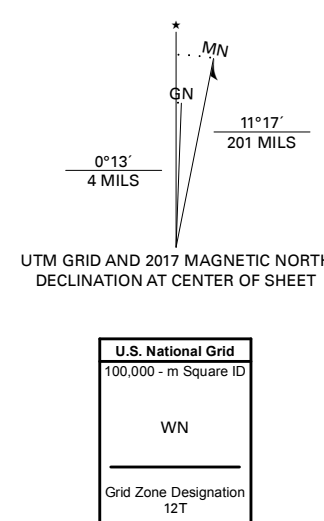 ★
MN
GN
11°17´
201 MILS
0°13´
4 MILS
UTM GRID AND 2017 MAGNETIC NORTH
DECLINATION AT CENTER OF SHEET
U.S. National Grid
100,000 - m Square ID
WN
Grid Zone Designation
12T